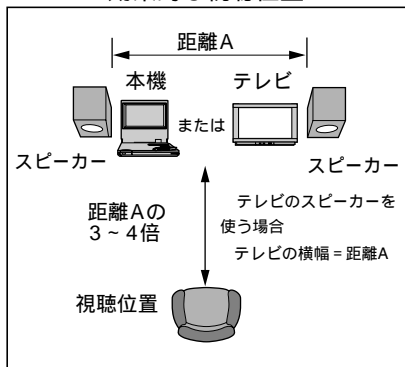 距離A
本機
テレビ
または
スピーカー
スピーカー
距離Aの
3~4倍
テレビのスピーカーを
使う場合
テレビの横幅=距離A
視聴位置